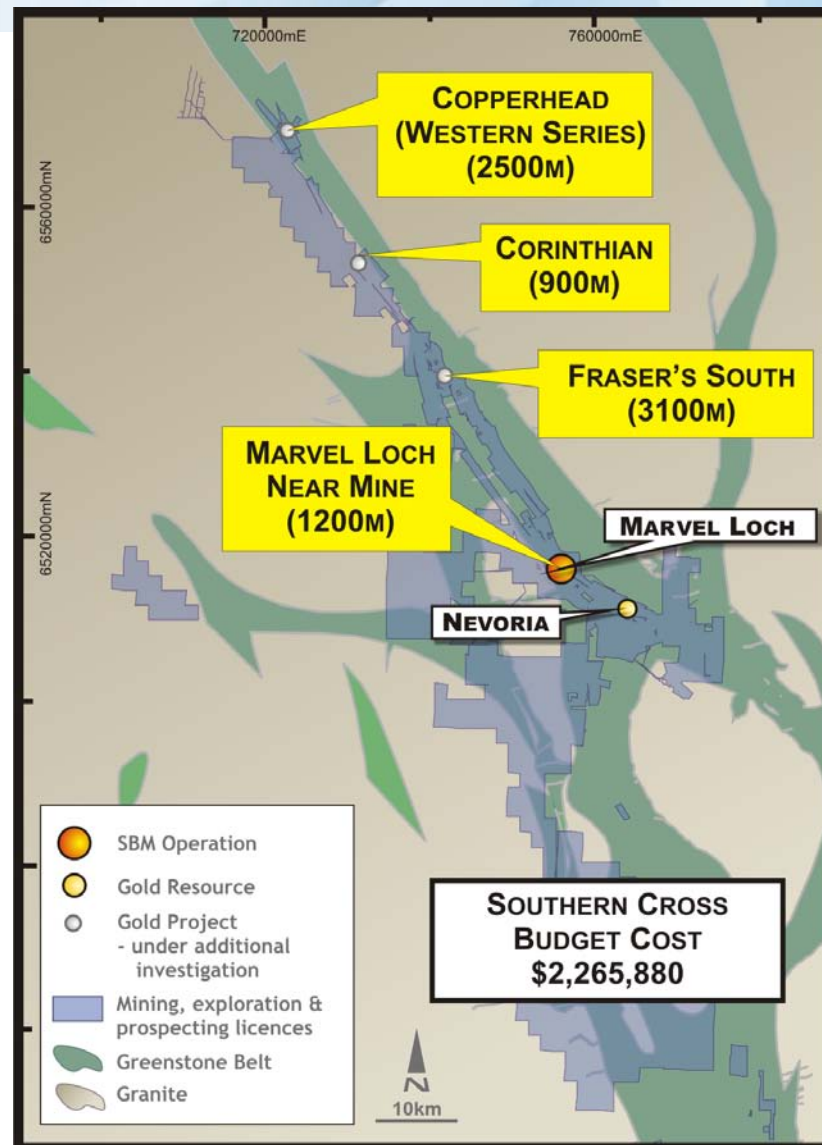 720000mE
760000mE
6560000mN
6520000mN
COPPERHEAD
(WESTERN SERIES)
(2500M)
CORINTHIAN
(900M)
FRASER'S SOUTH
(3100M)
MARVEL LOCH
NEAR MINE
(1200M)
MARVEL LOCH
NEVORIA
SBM Operation
Gold Resource
Gold Project
- under additional
investigation
Mining, exploration &
prospecting licences
Greenstone Belt
Granite
N
10km
SOUTHERN CROSS
BUDGET COST
$2,265,880